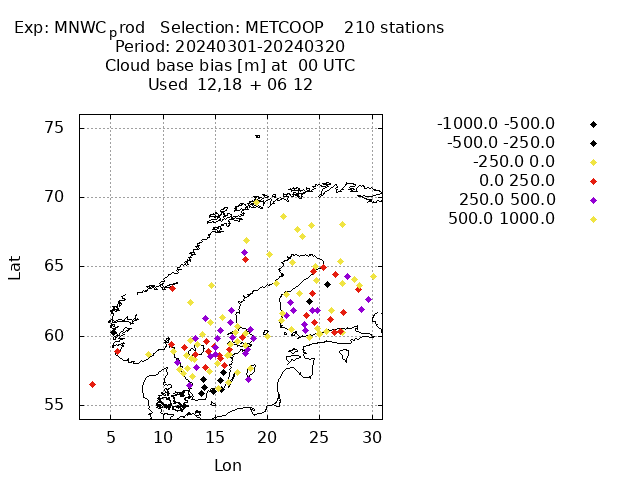 Exp: MNWCprod   Selection: METCOOP    210 stations
Period: 20240301-20240320
Cloud base bias [m] at  00 UTC
Used 12,18 + 06 12
-1000.0 -500.0
-500.0 -250.0
-250.0 0.0
0.0 250.0
250.0 500.0
500.0 1000.0
75
70
65
60
55
Lat
5 10 15 20 25 30
Lon